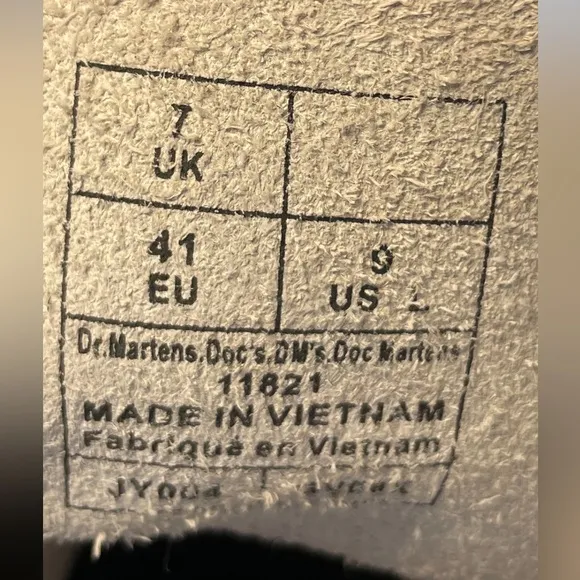 7
UK
41
EU
9
US L
Dr.Martens.Doc's.DM's.Doc Martens
11821
MADE IN VIETNAM
Fabriqué en Vietnam